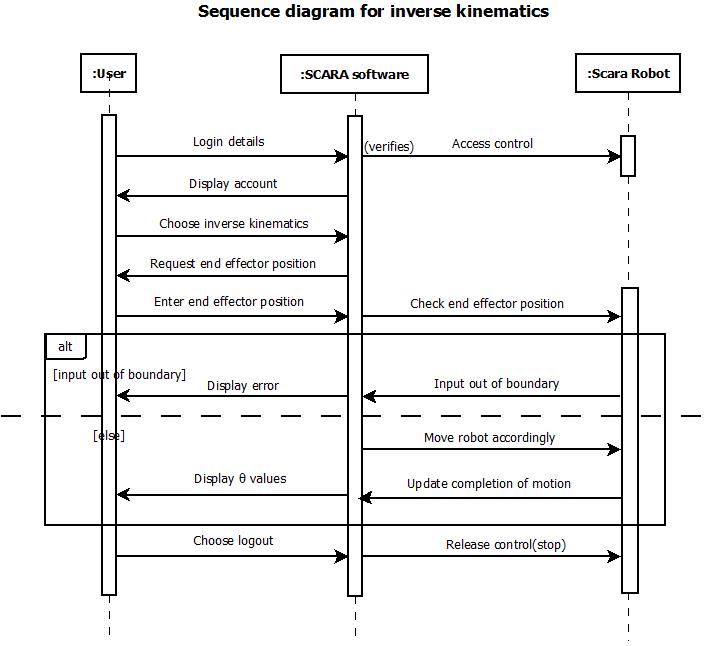 Sequence diagram for inverse kinematics
:User
:SCARA software
:Scara Robot
Login details
(verifies)
Access control
Display account
Choose inverse kinematics
Request end effector position
Enter end effector position
Check end effector position
alt
[input out of boundary]
Display error
Input out of boundary
[else]
Move robot accordingly
Display θ values
Update completion of motion
Choose logout
Release control(stop)